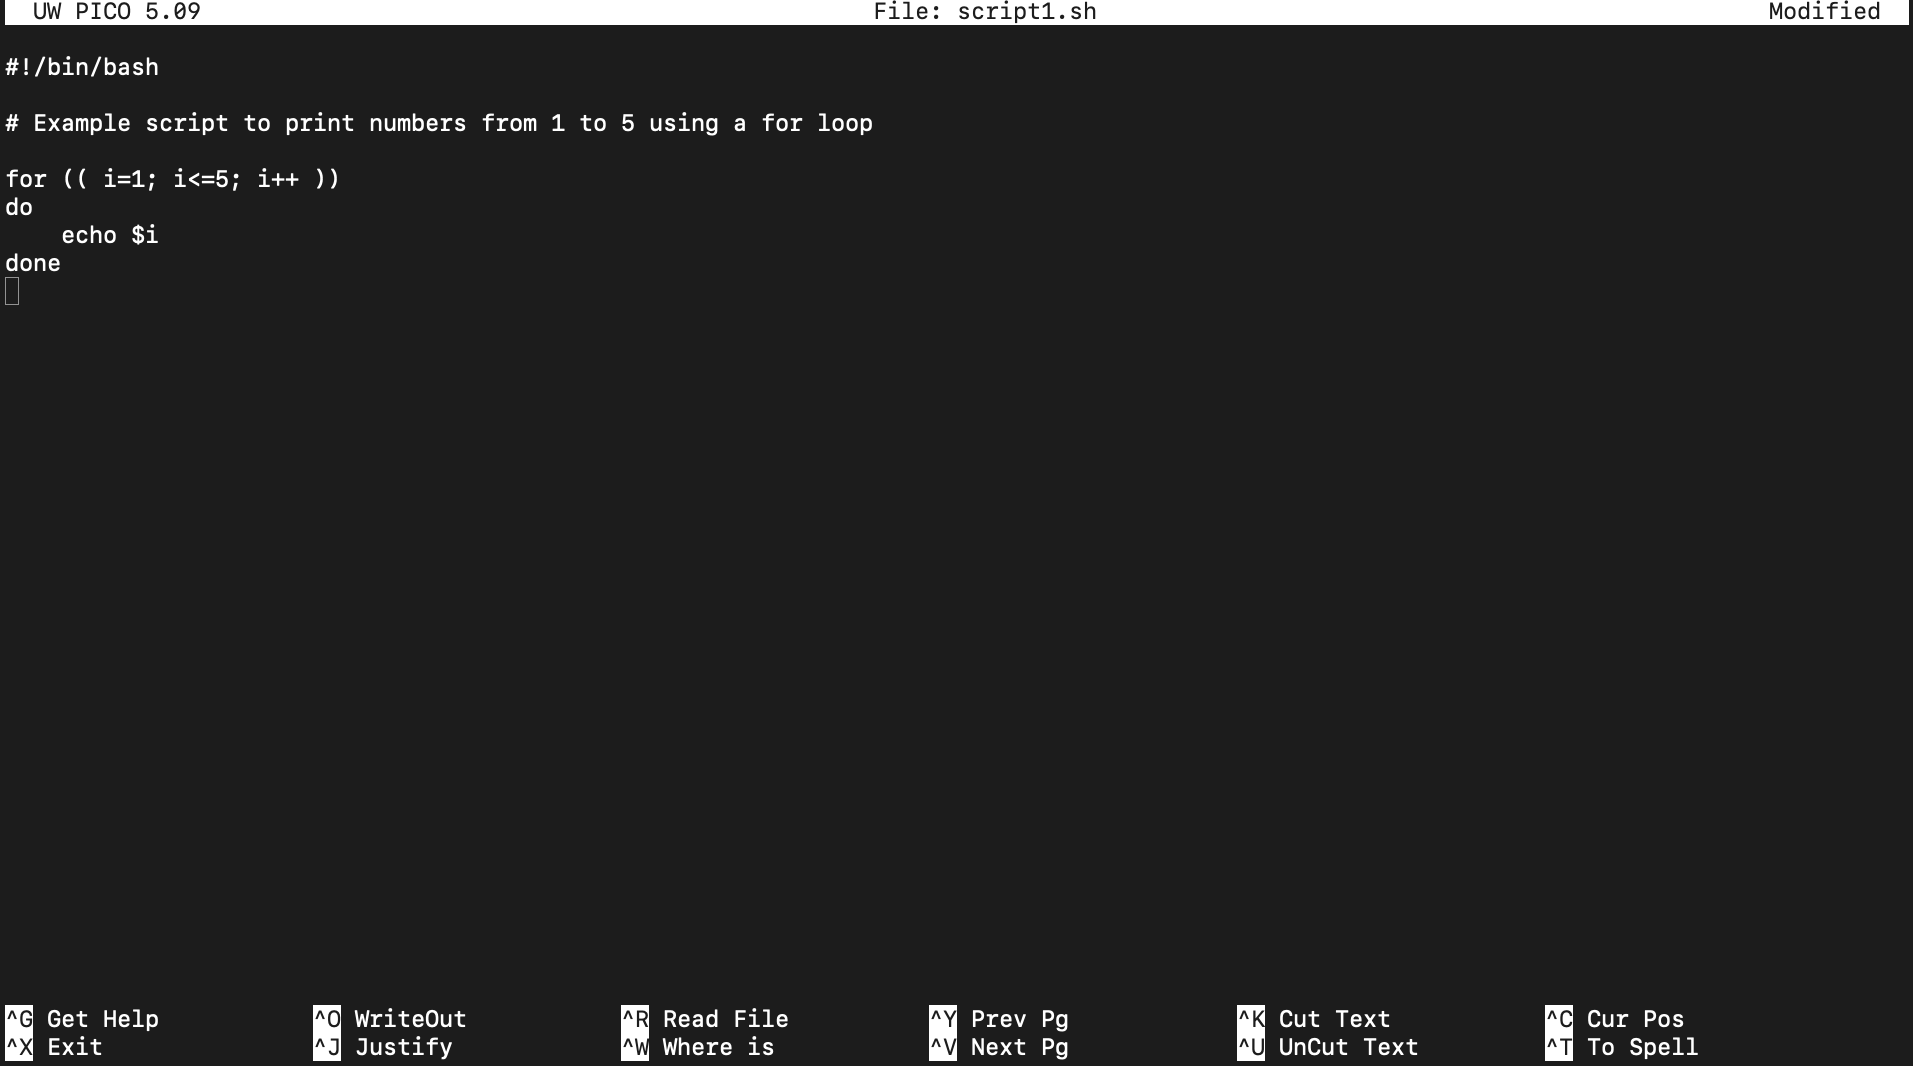 UW PICO 5.09 File: script1.sh Modified
#!/bin/bash
# Example script to print numbers from 1 to 5 using a for loop
for (( i=1; i<=5; i++ ))
do
    echo $i
done
^G Get Help ^O WriteOut ^R Read File ^Y Prev Pg ^K Cut Text ^C Cur Pos
^X Exit ^J Justify ^W Where is ^V Next Pg ^U UnCut Text ^T To Spell